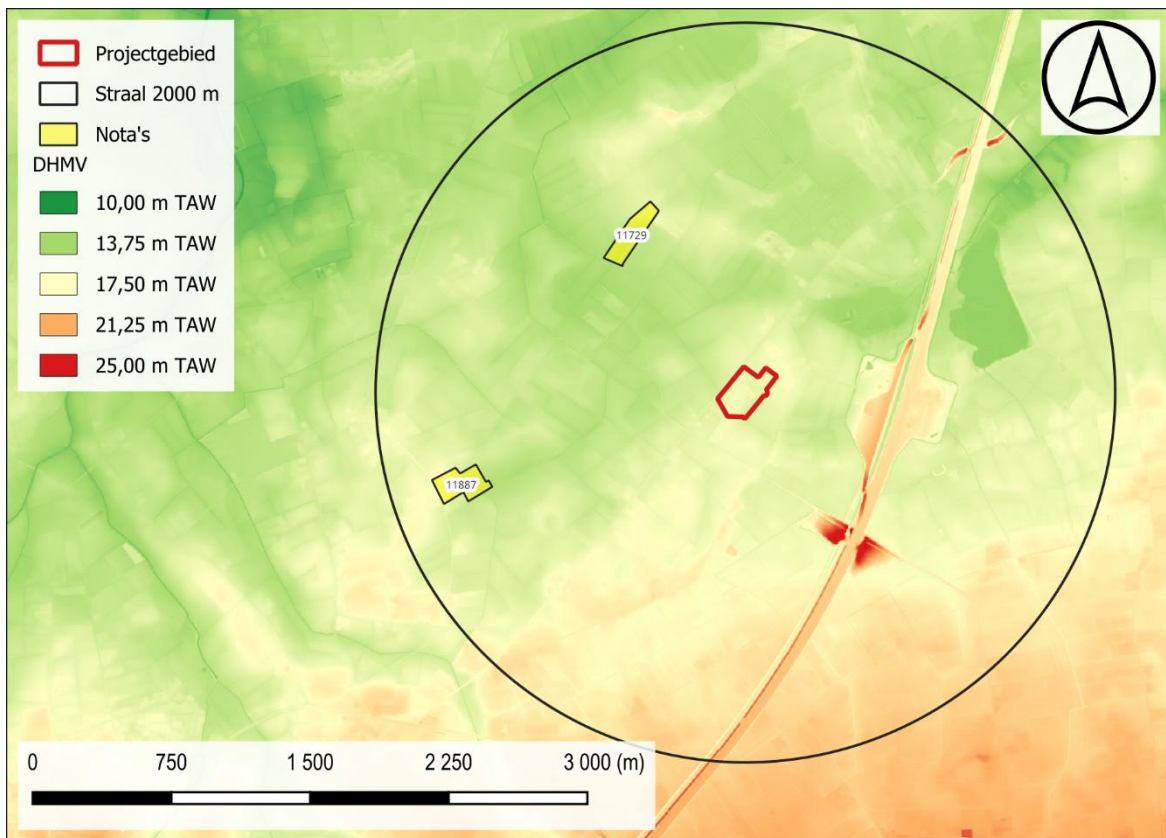 Projectgebied
Straal 2000 m
Nota's
DHMV
10,00 m TAW
13,75 m TAW
17,50 m TAW
21,25 m TAW
25,00 m TAW
11729
11887
0 750 1 500 2 250 3 000 (m)